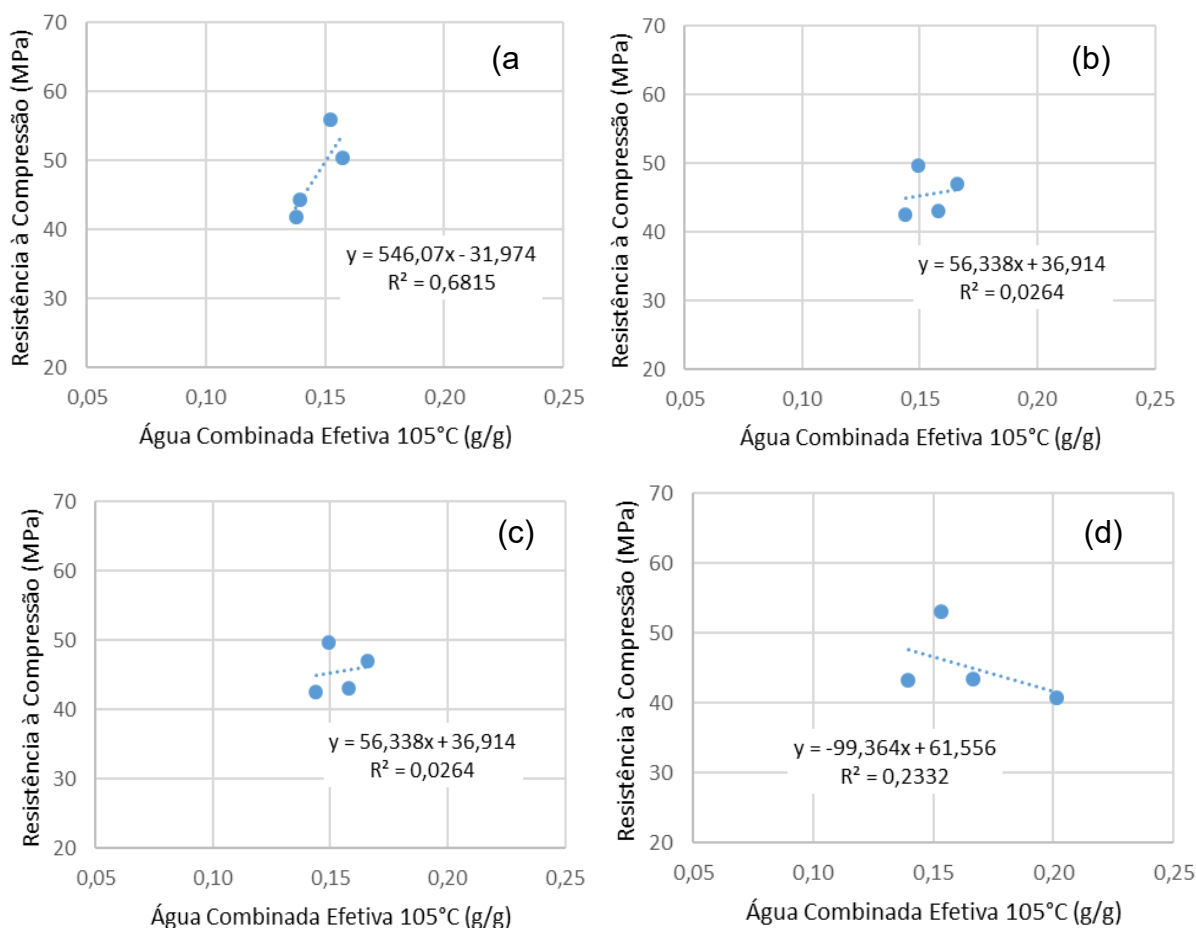 (a
Resistência à Compressão (MPa)
70
60
50
40
30
20
y = 546,07x - 31,974
R² = 0,6815
0,05 0,10 0,15 0,20 0,25
Água Combinada Efetiva 105°C (g/g)
(b)
Resistência à Compressão (MPa)
70
60
50
40
30
20
y = 56,338x + 36,914
R² = 0,0264
0,05 0,10 0,15 0,20 0,25
Água Combinada Efetiva 105°C (g/g)
(c)
Resistência à Compressão (MPa)
70
60
50
40
30
20
y = 56,338x + 36,914
R² = 0,0264
0,05 0,10 0,15 0,20 0,25
Água Combinada Efetiva 105°C (g/g)
(d)
Resistência à Compressão (MPa)
70
60
50
40
30
20
y = -99,364x + 61,556
R² = 0,2332
0,05 0,10 0,15 0,20 0,25
Água Combinada Efetiva 105°C (g/g)